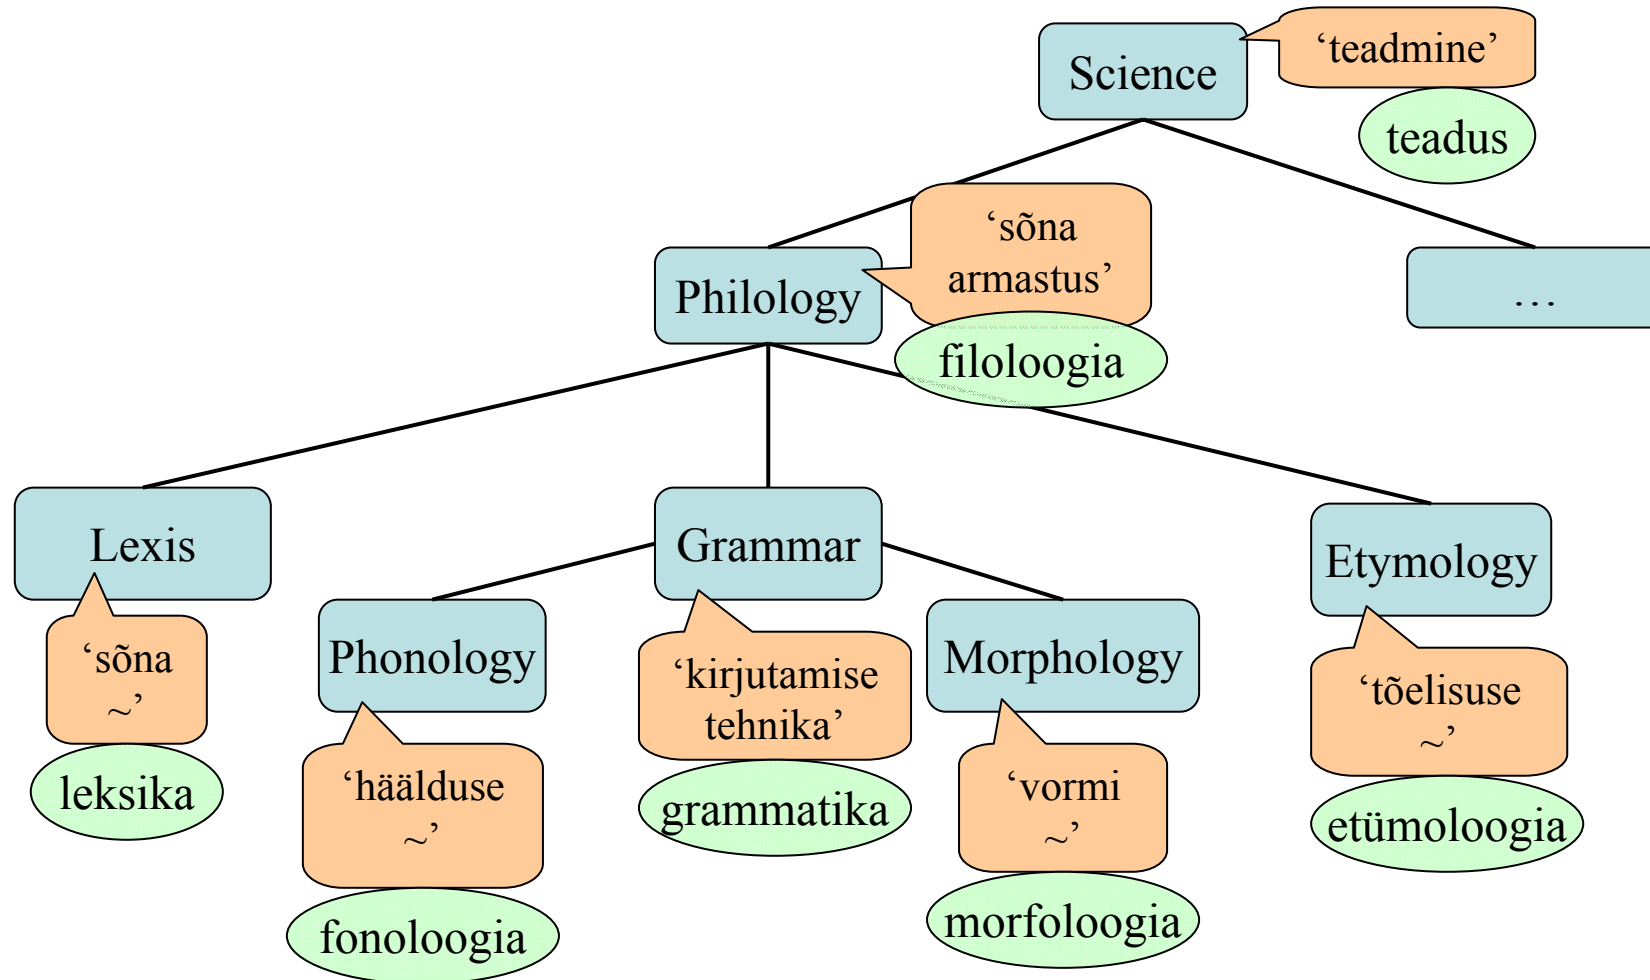 Science
‘teadmine’
teadus
Philology
‘sõna
armastus’
filoloogia
…
Lexis
‘sõna
~’
leksika
Grammar
‘kirjutamise
tehnika’
grammatika
Phonology
‘häälduse
~’
fonoloogia
Morphology
‘vormi
~’
morfoloogia
Etymology
‘tõelisuse
~’
etümoloogia